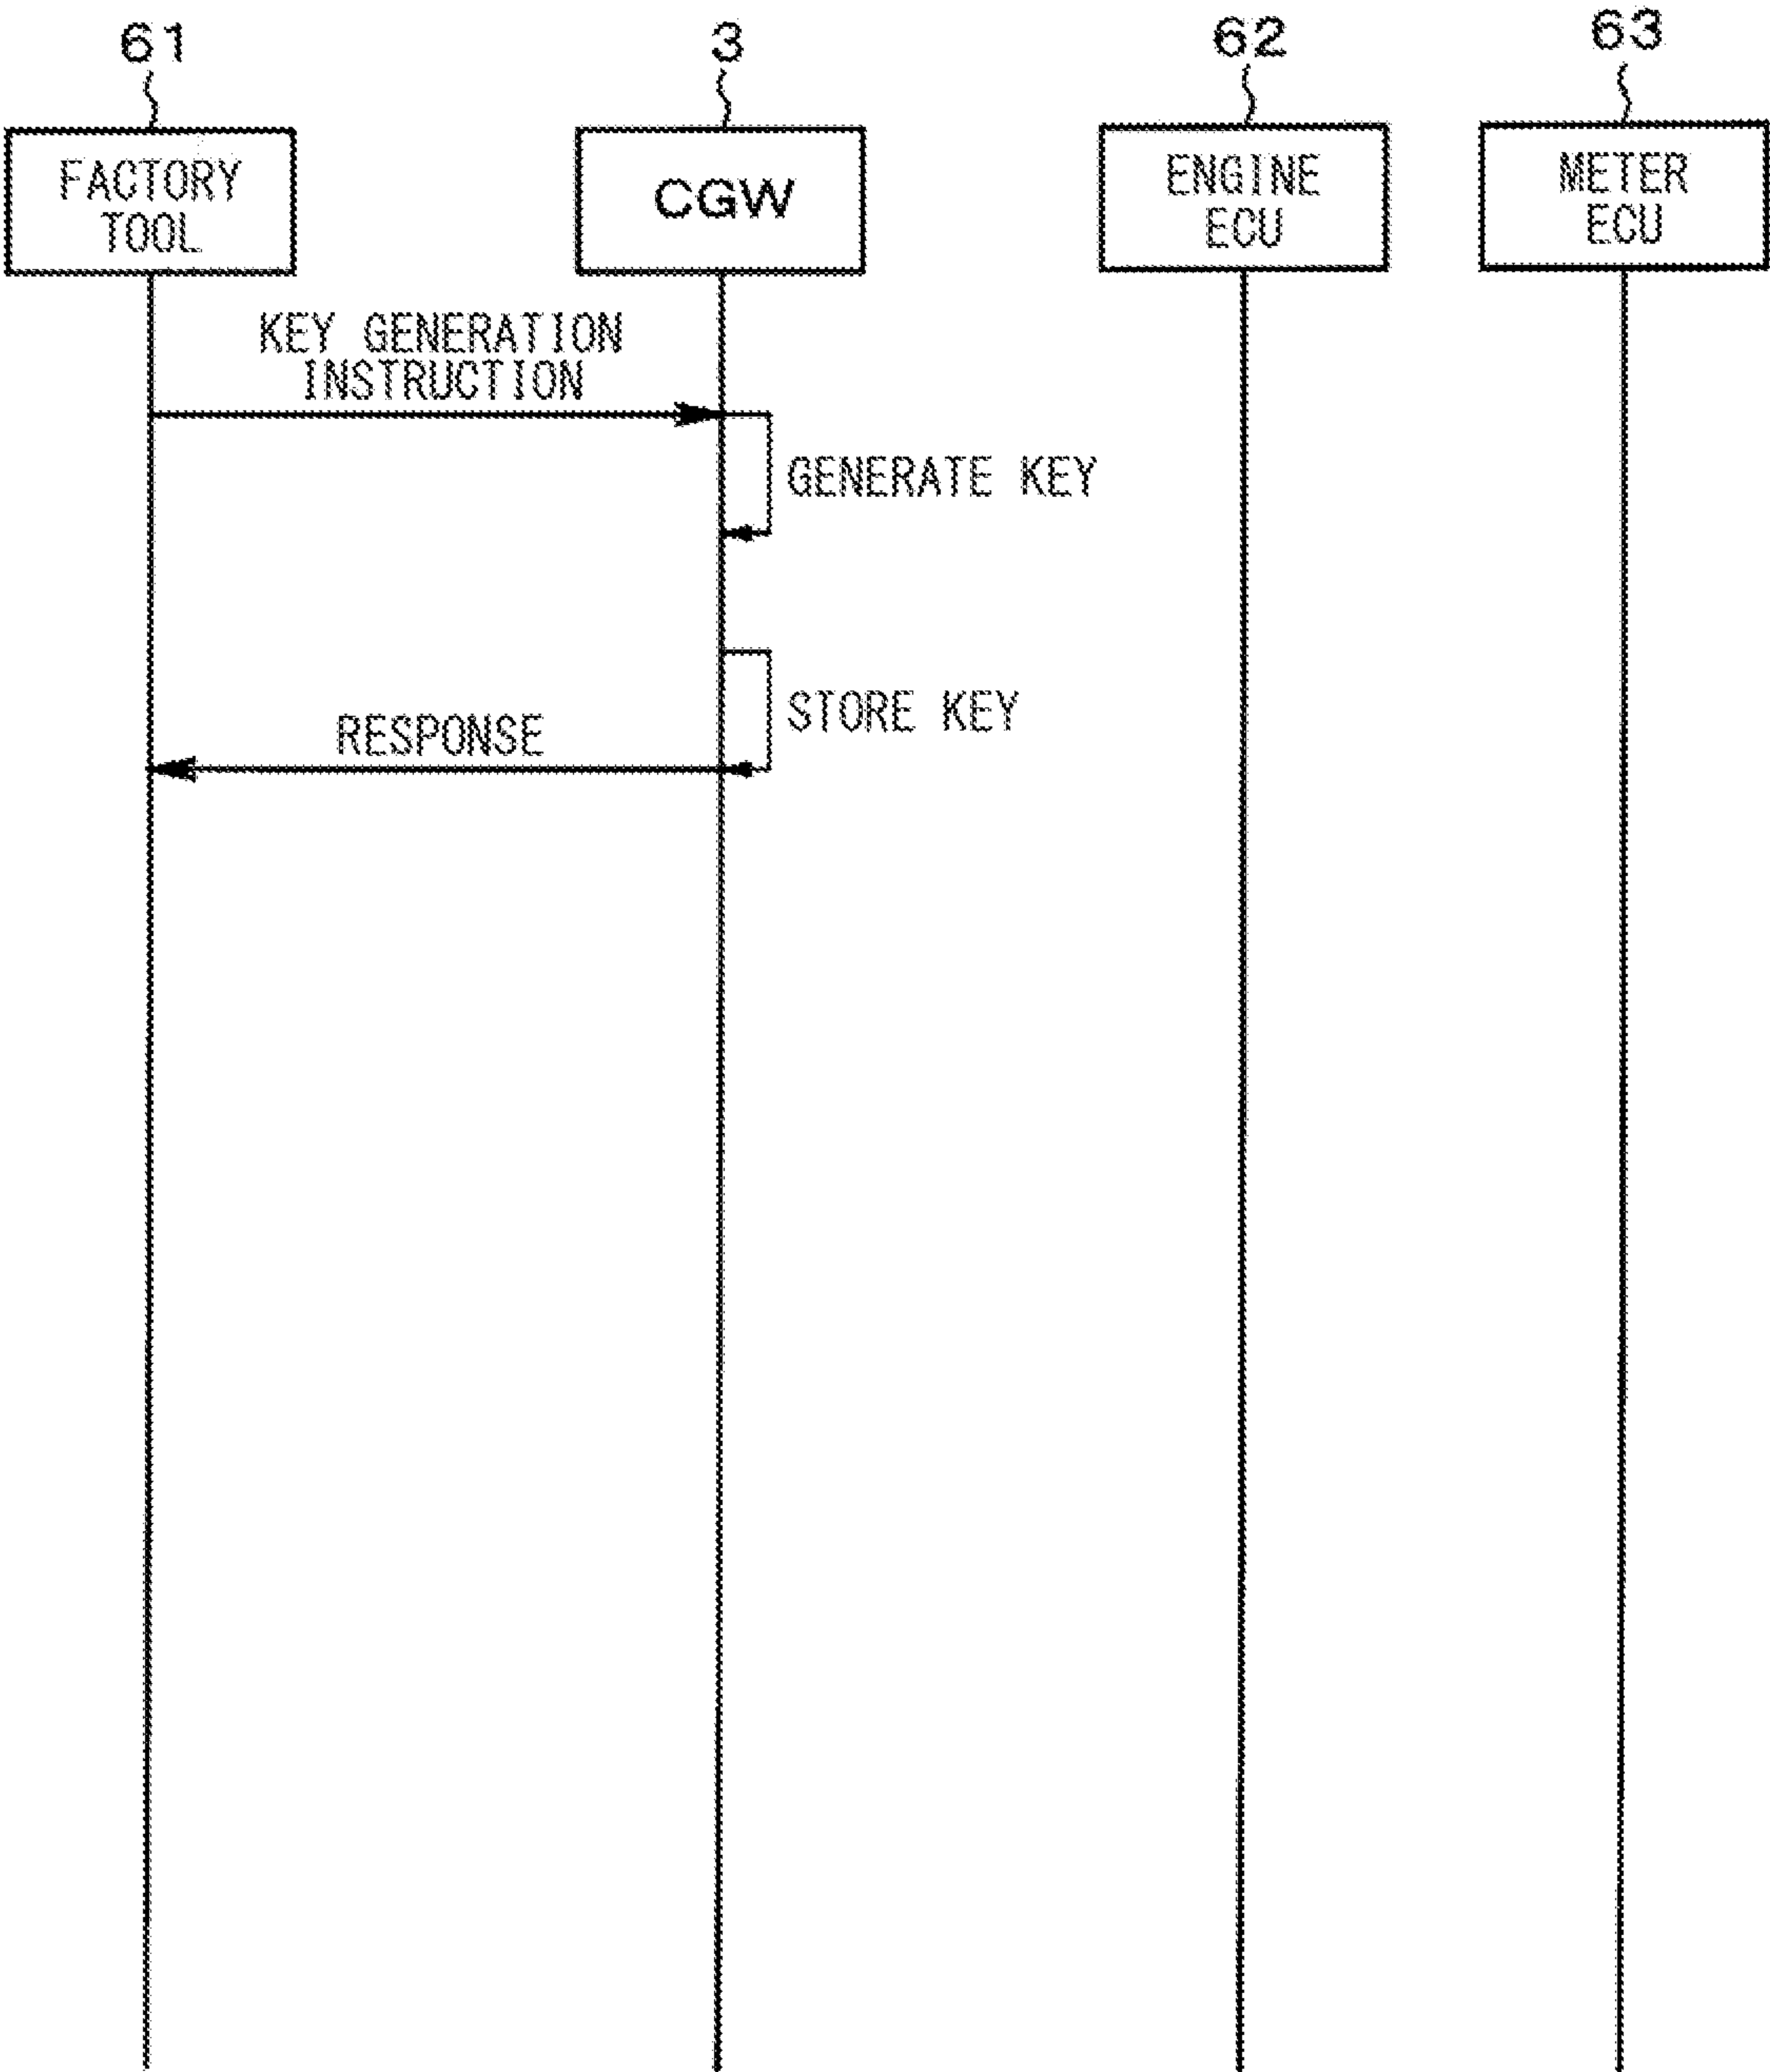 61
3
62
63
FACTORY
TOOL
CGW
ENGINE
ECU
METER
ECU
KEY GENERATION
INSTRUCTION
GENERATE KEY
STORE KEY
RESPONSE